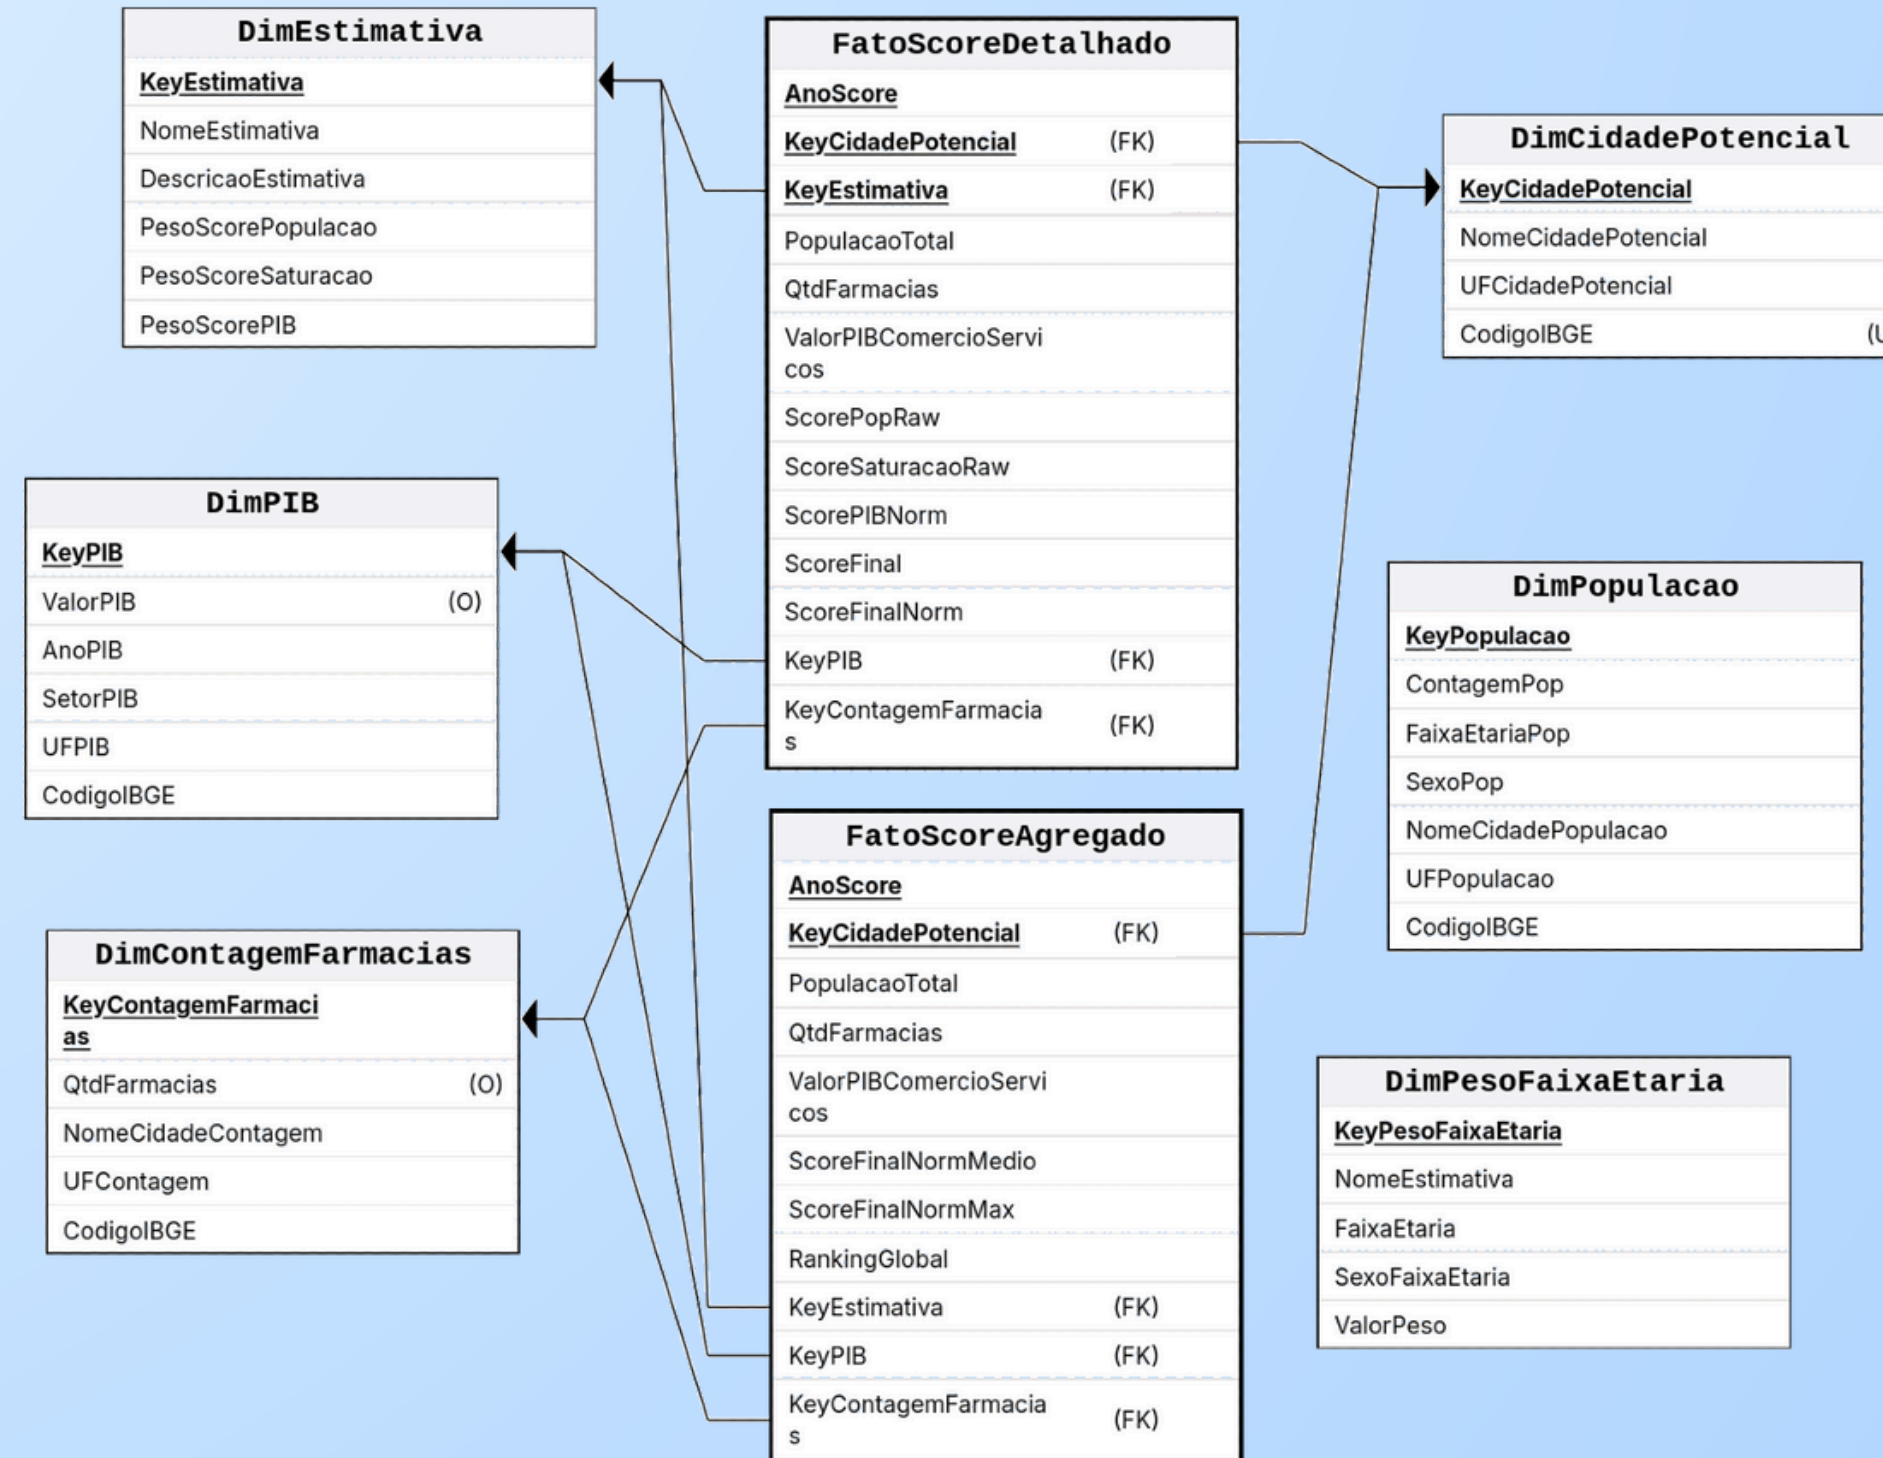 DimEstimativa
KeyEstimativa
NomeEstimativa
DescricaoEstimativa
PesoScorePopulacao
PesoScoreSaturacao
PesoScorePIB
FatoScoreDetalhado
AnoScore
KeyCidadePotencial (FK)
KeyEstimativa (FK)
PopulacaoTotal
QtdFarmacias
ValorPIBComercioServi
cos
ScorePopRaw
ScoreSaturacaoRaw
ScorePIBNorm
ScoreFinal
ScoreFinalNorm
KeyPIB (FK)
KeyContagemFarmacia (FK)
s
DimCidadePotencial
KeyCidadePotencial
NomeCidadePotencial
UFCidadePotencial
CodigoIBGE (U
DimPIB
KeyPIB
ValorPIB (O)
AnoPIB
SetorPIB
UFPIB
CodigoIBGE
DimPopulacao
KeyPopulacao
ContagemPop
FaixaEtariaPop
SexoPop
NomeCidadePopulacao
UFPopulacao
CodigoIBGE
DimContagemFarmacias
KeyContagemFarmaci
as
QtdFarmacias (O)
NomeCidadeContagem
UFContagem
CodigoIBGE
FatoScoreAgregado
AnoScore
KeyCidadePotencial (FK)
PopulacaoTotal
QtdFarmacias
ValorPIBComercioServi
cos
ScoreFinalNormMedio
ScoreFinalNormMax
RankingGlobal
KeyEstimativa (FK)
KeyPIB (FK)
KeyContagemFarmacia (FK)
s
DimPesoFaixaEtaria
KeyPesoFaixaEtaria
NomeEstimativa
FaixaEtaria
SexoFaixaEtaria
ValorPeso